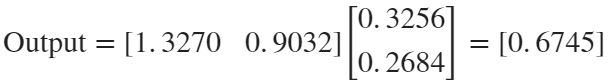 Output = [1.3270 0.9032] [0.3256 0.2684] = [0.6745]